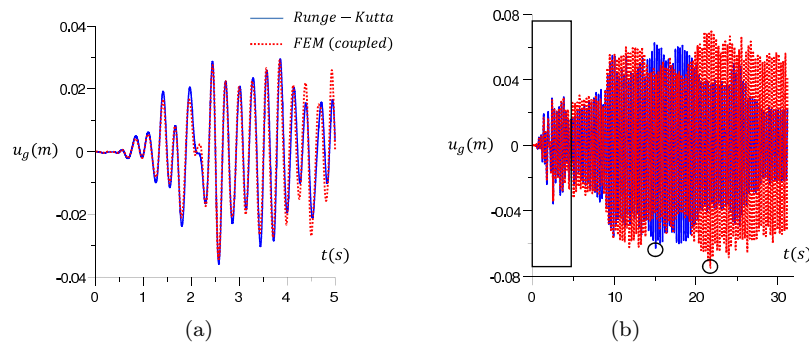 Runge − Kutta
FEM (coupled)
0.04
0.02
u_g(m)
0
-0.02
-0.04
t(s)
0 1 2 3 4 5
(a)
0.08
0.04
u_g(m)
0
-0.04
-0.08
t(s)
0 10 20 30
(b)